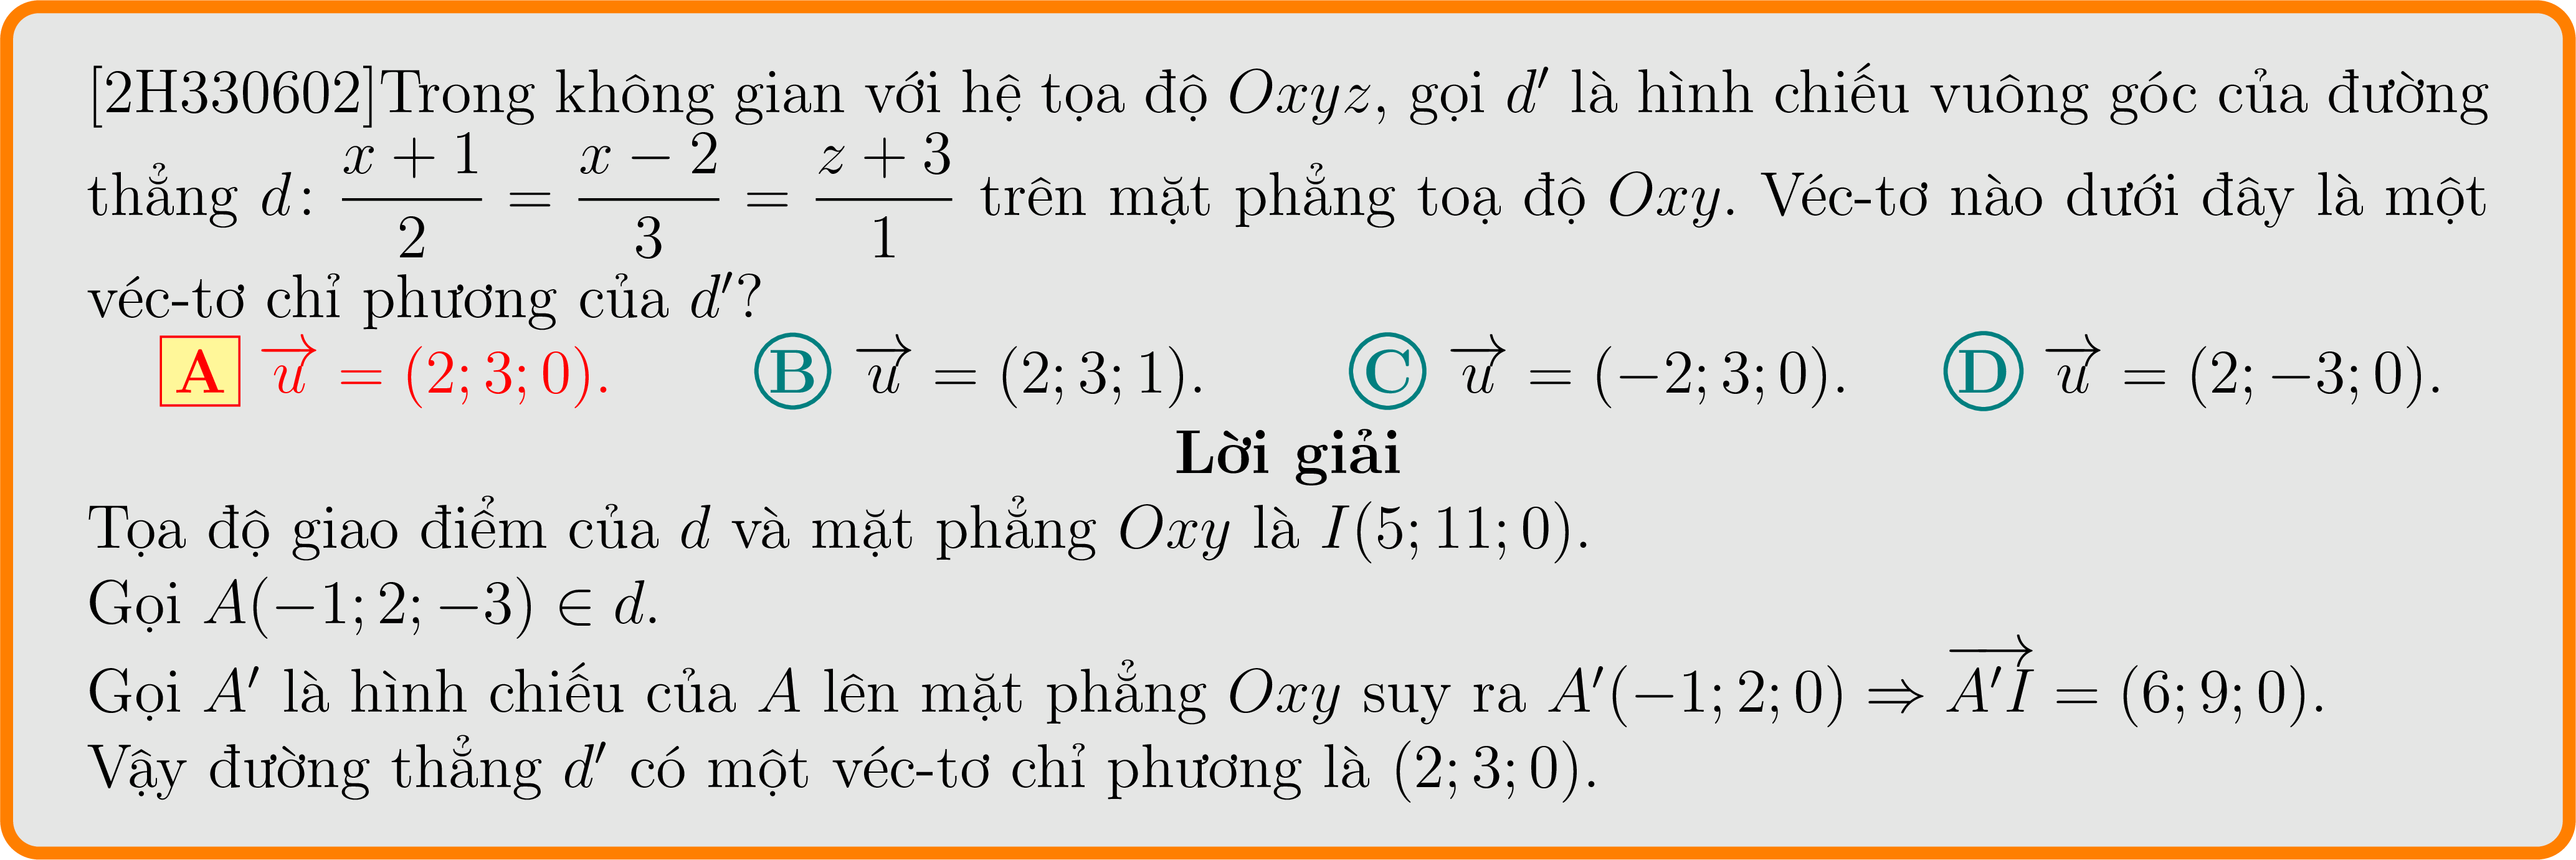 [2H330602]Trong không gian với hệ tọa độ Oxyz, gọi d′ là hình chiếu vuông góc của đường
thẳng d: \frac{x + 1}{2} = \frac{x − 2}{3} = \frac{z + 3}{1} trên mặt phẳng toạ độ Oxy. Véc-tơ nào dưới đây là một
véc-tơ chỉ phương của d′?
A \overrightarrow{u} = (2; 3; 0). B \overrightarrow{u} = (2; 3; 1). C \overrightarrow{u} = (−2; 3; 0). D \overrightarrow{u} = (2; −3; 0).
Lời giải
Tọa độ giao điểm của d và mặt phẳng Oxy là I(5; 11; 0).
Gọi A(−1; 2; −3) ∈ d.
Gọi A′ là hình chiếu của A lên mặt phẳng Oxy suy ra A′(−1; 2; 0) ⇒ \overrightarrow{A′I} = (6; 9; 0).
Vậy đường thẳng d′ có một véc-tơ chỉ phương là (2; 3; 0).